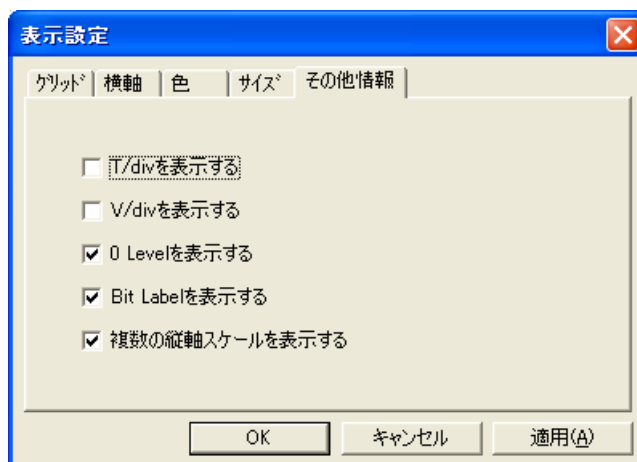 表示設定
ｸﾞﾘｯﾄﾞ 横軸 色 ｻｲｽﾞ その他情報
T/divを表示する
V/divを表示する
0 Levelを表示する
Bit Labelを表示する
複数の縦軸スケールを表示する
OK キャンセル 適用(A)